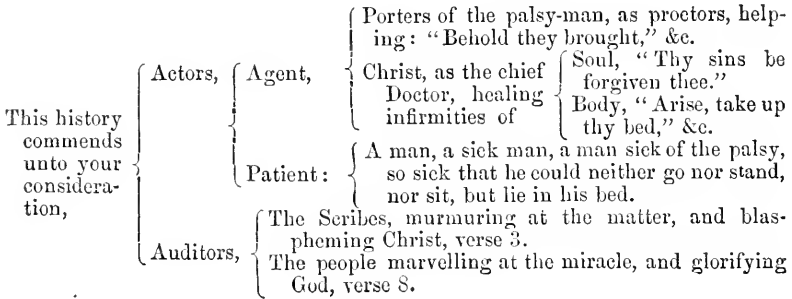 Porters of the palsy-man, as proctors, help-
ing: “Behold they brought,” &c.
Actors,
Agent,
Christ, as the chief
Doctor, healing
infirmities of
Soul, “Thy sins be
forgiven thee.”
Body, “Arise, take up
thy bed,” &c.
This history
commends
unto your
considera-
tion,
Patient:
A man, a sick man, a man sick of the palsy,
so sick that he could neither go nor stand,
nor sit, but lie in his bed.
Auditors,
The Scribes, murmuring at the matter, and blas-
pheming Christ, verse 3.
The people marvelling at the miracle, and glorifying
God, verse 8.